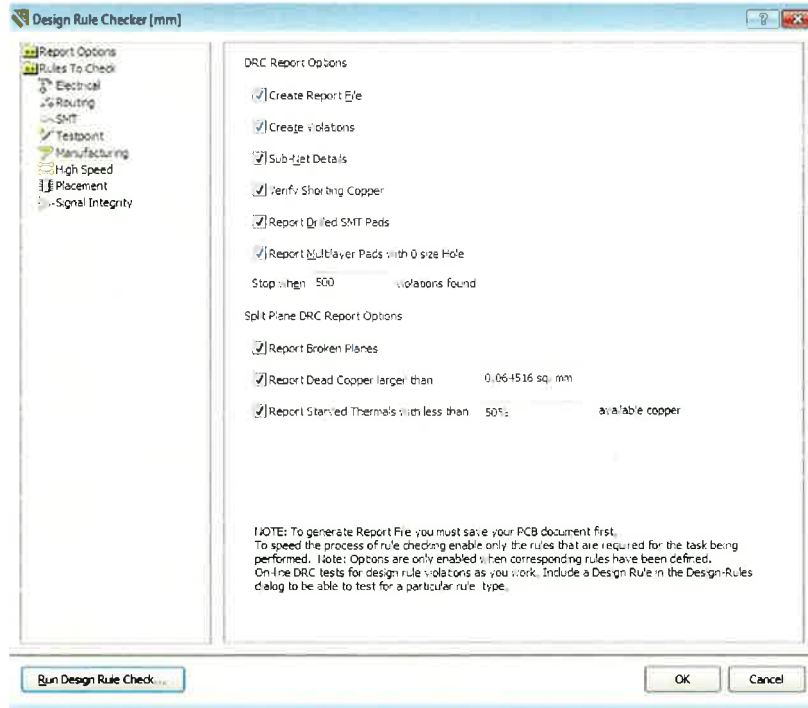 Design Rule Checker [mm]
Report Options
Rules To Check
Electrical
Routing
SMT
Testpoint
Manufacturing
High Speed
Placement
Signal Integrity
DRC Report Options
Create Report File
Create Violations
Sub-Net Details
Verify Shorting Copper
Report Drilled SMT Pads
Report Multilayer Pads with 0 size Hole
Stop when 500 violations found
Split Plane DRC Report Options
Report Broken Planes
Report Dead Copper larger than 0.064516 sq. mm
Report Starved Thermals with less than 50% available copper
NOTE: To generate Report File you must save your PCB document first.
To speed the process of rule checking enable only the rules that are required for the task being
performed. Note: Options are only enabled when corresponding rules have been defined.
On-line DRC tests for design rule violations as you work. Include a Design Rule in the Design-Rules
dialog to be able to test for a particular rule type.
Run Design Rule Check...
OK
Cancel